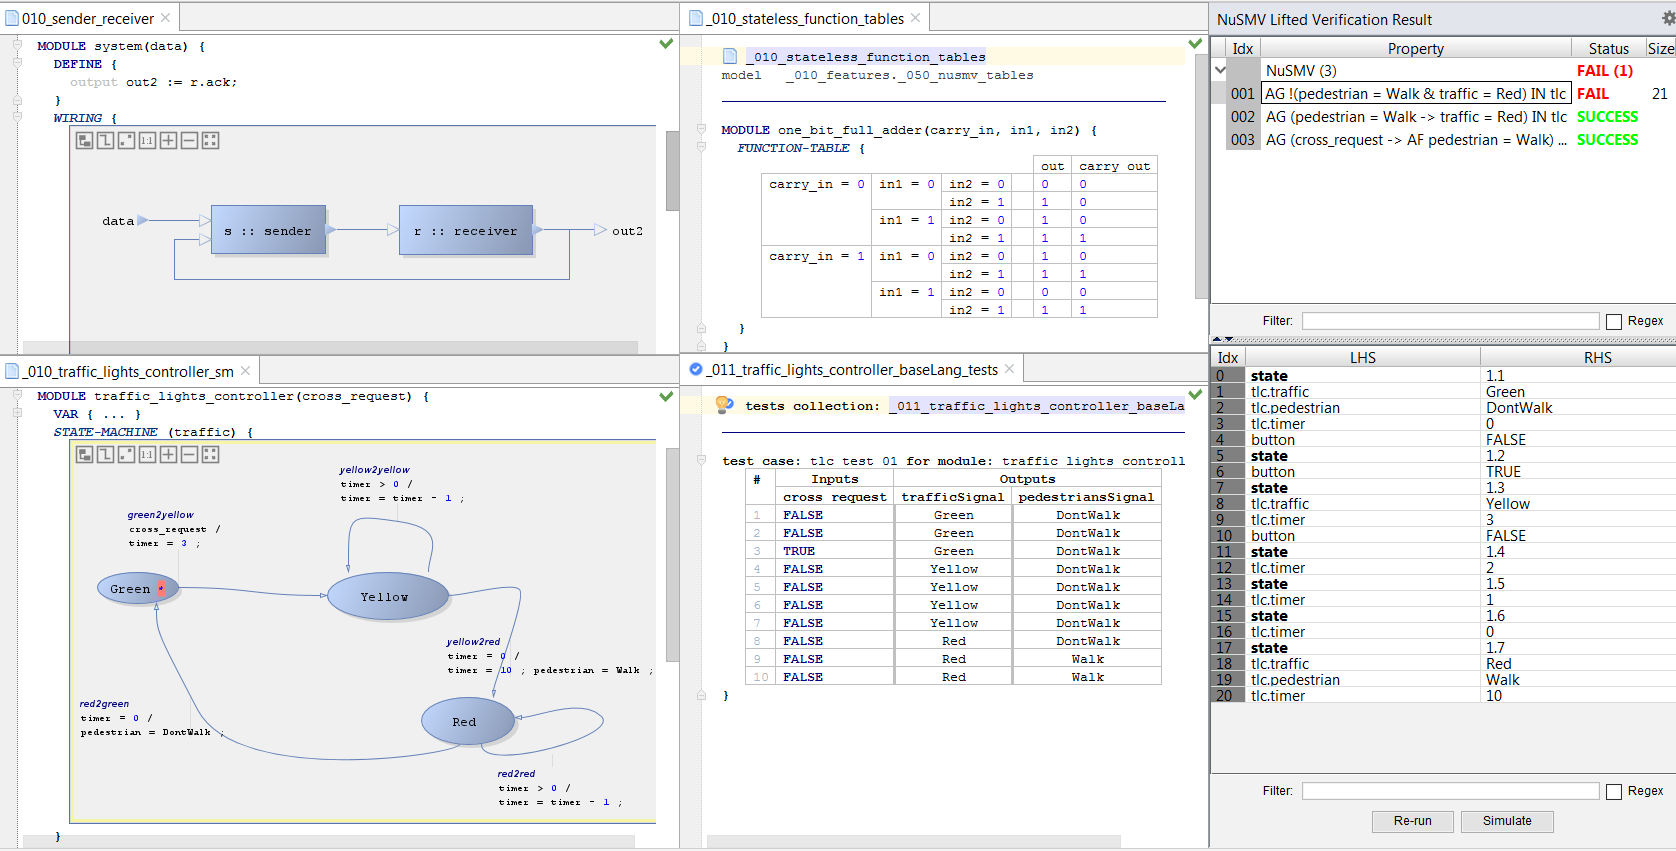 010_sender_receiver
MODULE system(data) {
DEFINE {
output out2 := r.ack;
}
WIRING {
1:1
data
s :: sender
r :: receiver
out2
_010_stateless_function_tables
_010_stateless_function_tables
model _010_features._050_nusmv_tables
MODULE one_bit_full_adder(carry_in, in1, in2) {
FUNCTION-TABLE {
out carry out
carry_in = 0 in1 = 0 in2 = 0 0 0
in2 = 1 1 0
in1 = 1 in2 = 0 1 0
in2 = 1 1 1
carry_in = 1 in1 = 0 in2 = 0 1 0
in2 = 1 1 1
in1 = 1 in2 = 0 0 0
in2 = 1 1 1
}
}
NuSMV Lifted Verification Result
Idx Property Status Size
NuSMV (3) FAIL (1)
001 AG !(pedestrian = Walk & traffic = Red) IN tlc FAIL 21
002 AG (pedestrian = Walk -> traffic = Red) IN tlc SUCCESS
003 AG (cross_request -> AF pedestrian = Walk) ... SUCCESS
Filter: Regex
_010_traffic_lights_controller_sm
MODULE traffic_lights_controller(cross_request) {
VAR { ... }
STATE-MACHINE (traffic) {
1:1
yellow2yellow
timer > 0 /
timer = timer - 1 ;
green2yellow
cross_request /
timer = 3 ;
Green
Yellow
yellow2red
timer = 0 /
timer = 10 ; pedestrian = Walk ;
red2green
timer = 0 /
pedestrian = DontWalk ;
Red
red2red
timer > 0 /
timer = timer - 1 ;
}
_011_traffic_lights_controller_baseLang_tests
tests collection: _011_traffic_lights_controller_baseLa
test case: tlc_test_01 for module: traffic_lights_controll
# Inputs Outputs
cross request trafficSignal pedestriansSignal
1 FALSE Green DontWalk
2 FALSE Green DontWalk
3 TRUE Green DontWalk
4 FALSE Yellow DontWalk
5 FALSE Yellow DontWalk
6 FALSE Yellow DontWalk
7 FALSE Yellow DontWalk
8 FALSE Red DontWalk
9 FALSE Red Walk
10 FALSE Red Walk
}
Idx LHS RHS
0 state 1.1
1 tlc.traffic Green
2 tlc.pedestrian DontWalk
3 tlc.timer 0
4 button FALSE
5 state 1.2
6 button TRUE
7 state 1.3
8 tlc.traffic Yellow
9 tlc.timer 3
10 button FALSE
11 state 1.4
12 tlc.timer 2
13 state 1.5
14 tlc.timer 1
15 state 1.6
16 tlc.timer 0
17 state 1.7
18 tlc.traffic Red
19 tlc.pedestrian Walk
20 tlc.timer 10
Filter: Regex
Re-run Simulate